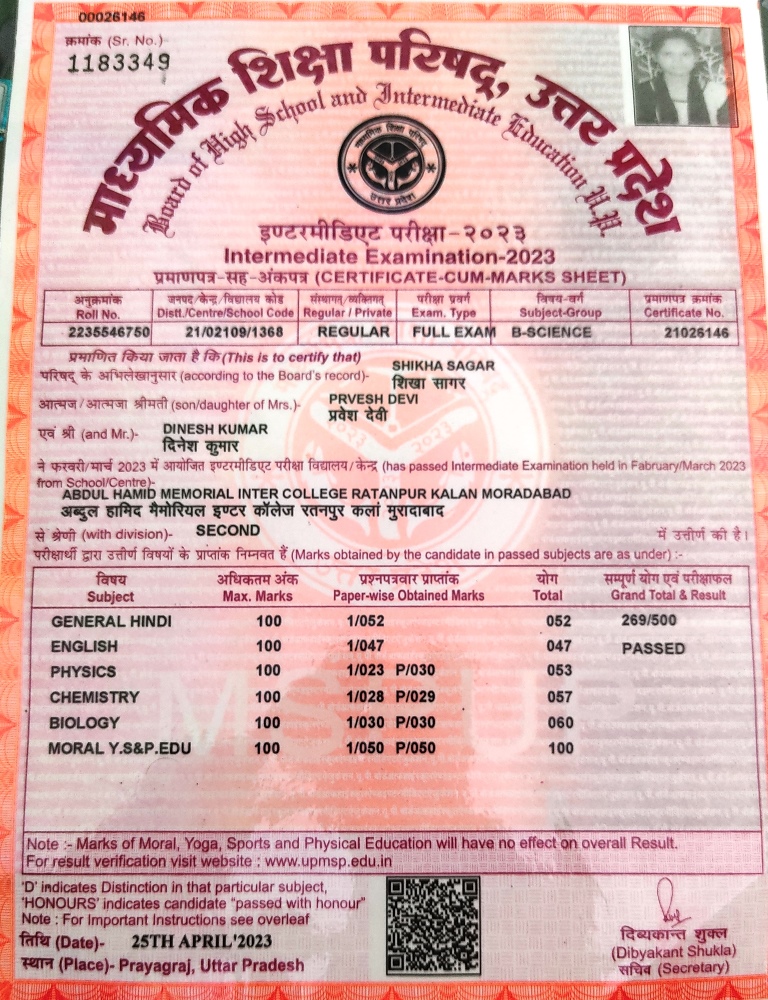 00026146
क्रमांक (Sr. No.)-
1183349
माध्यमिक शिक्षा परिषद्, उत्तर प्रदेश
Board of High School and Intermediate Education U.P.
माध्यमिक शिक्षा परिषद्
उत्तर प्रदेश
इण्टरमीडिएट परीक्षा-२०२३
Intermediate Examination-2023
प्रमाणपत्र-सह-अंकपत्र (CERTIFICATE-CUM-MARKS SHEET)
अनुक्रमांक जनपद/केन्द्र/विद्यालय कोड संस्थागत/व्यक्तिगत परीक्षा प्रवर्ग विषय-वर्ग प्रमाणपत्र क्रमांक
Roll No. Distt./Centre/School Code Regular / Private Exam. Type Subject-Group Certificate No.
2235546750 21/02109/1368 REGULAR FULL EXAM B-SCIENCE 21026146
प्रमाणित किया जाता है कि (This is to certify that)
SHIKHA SAGAR
परिषद् के अभिलेखानुसार (according to the Board's record)-
शिखा सागर
PRVESH DEVI
आत्मज/आत्मजा श्रीमती (son/daughter of Mrs.)-
प्रवेश देवी
एवं श्री (and Mr.)- DINESH KUMAR
दिनेश कुमार
ने फरवरी/मार्च 2023 में आयोजित इण्टरमीडिएट परीक्षा विद्यालय/केन्द्र (has passed Intermediate Examination held in Fabruary/March 2023
from School/Centre)-
ABDUL HAMID MEMORIAL INTER COLLEGE RATANPUR KALAN MORADABAD
अब्दुल हामिद मैमोरियल इण्टर कॉलेज रतनपुर कलां मुरादाबाद
से श्रेणी (with division)- SECOND में उत्तीर्ण की है।
परीक्षार्थी द्वारा उत्तीर्ण विषयों के प्राप्तांक निम्नवत हैं (Marks obtained by the candidate in passed subjects are as under) :-
विषय अधिकतम अंक प्रश्नपत्रवार प्राप्तांक योग सम्पूर्ण योग एवं परीक्षाफल
Subject Max. Marks Paper-wise Obtained Marks Total Grand Total & Result
GENERAL HINDI 100 1/052 052 269/500
ENGLISH 100 1/047 047 PASSED
PHYSICS 100 1/023 P/030 053
CHEMISTRY 100 1/028 P/029 057
BIOLOGY 100 1/030 P/030 060
MORAL Y.S&P.EDU 100 1/050 P/050 100
Note :- Marks of Moral, Yoga, Sports and Physical Education will have no effect on overall Result.
For result verification visit website : www.upmsp.edu.in
'D' indicates Distinction in that particular subject,
'HONOURS' indicates candidate "passed with honour"
Note : For Important Instructions see overleaf
तिथि (Date)- 25TH APRIL'2023
स्थान (Place)- Prayagraj, Uttar Pradesh
दिब्यकान्त शुक्ल
(Dibyakant Shukla)
सचिव (Secretary)